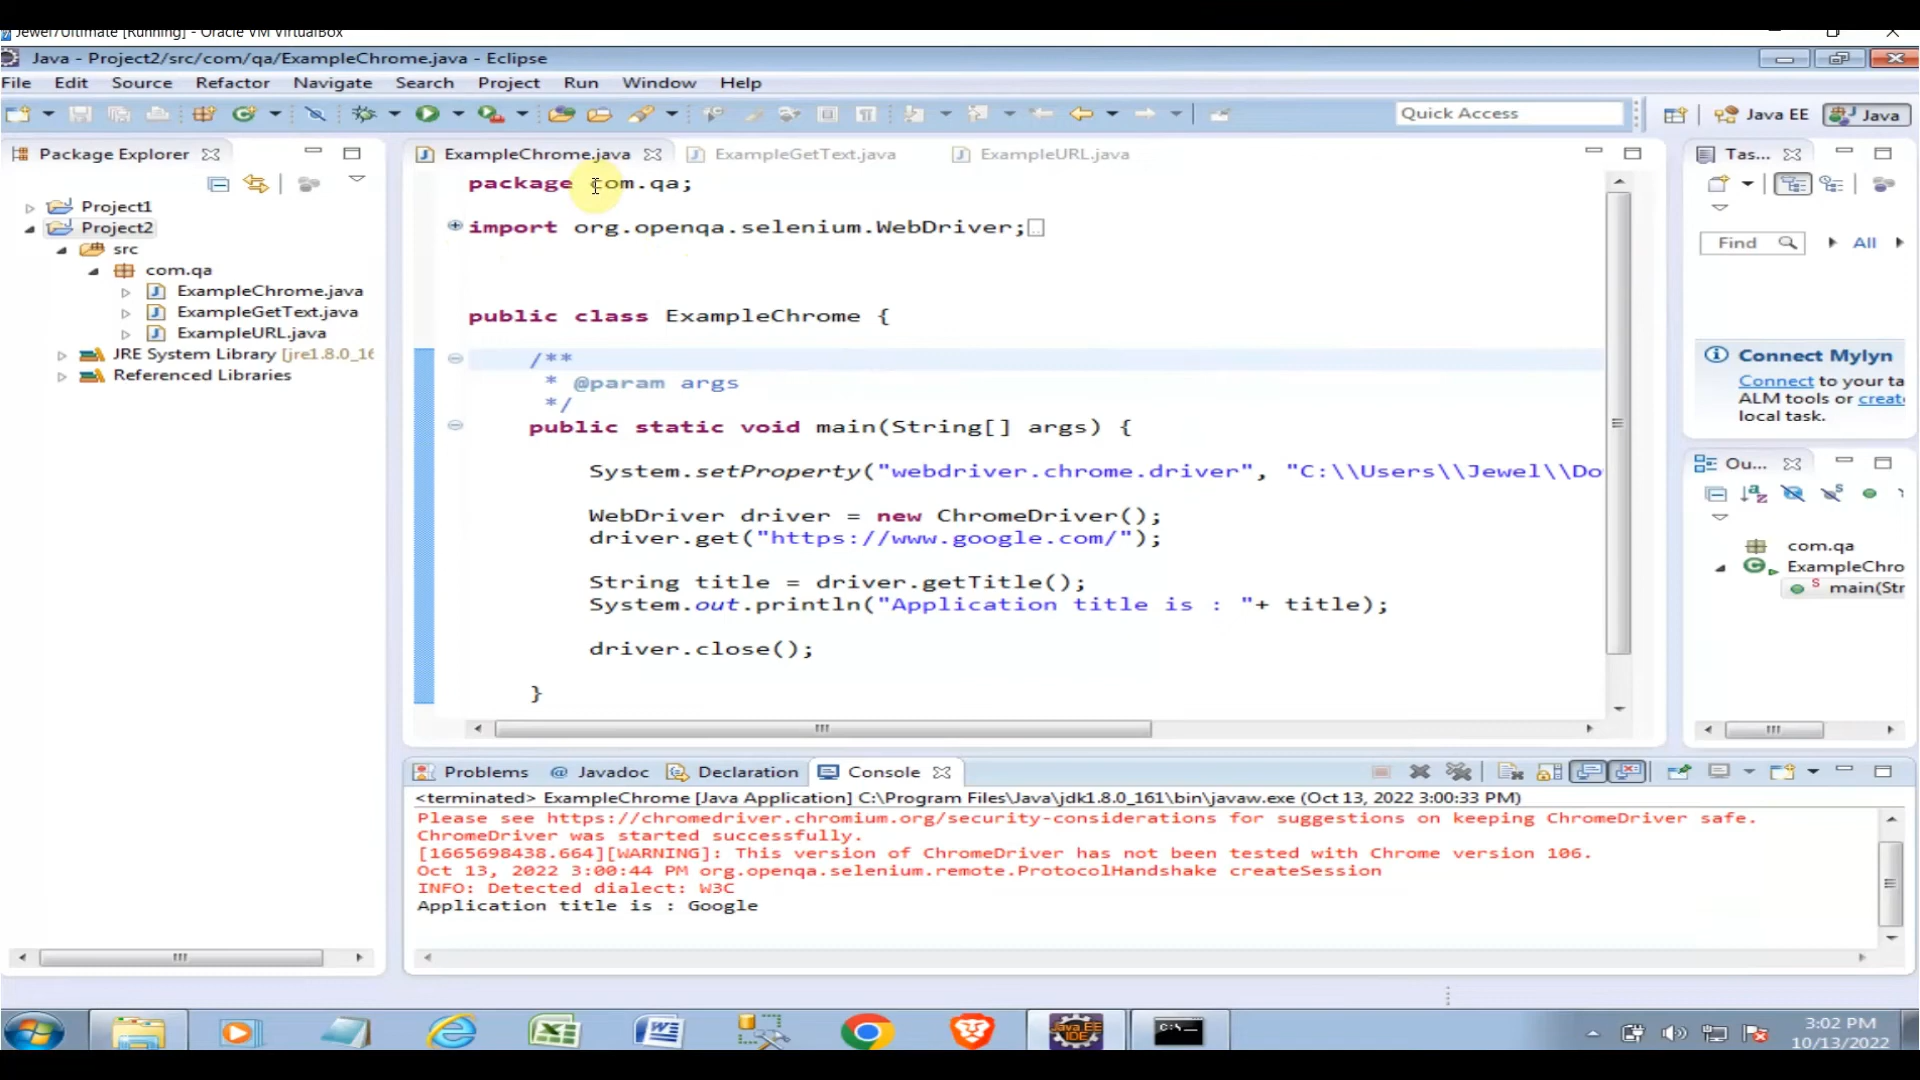 Jewel7Ultimate [Running] - Oracle VM VirtualBox
Java - Project2/src/com/qa/ExampleChrome.java - Eclipse
File Edit Source Refactor Navigate Search Project Run Window Help
Quick Access
Java EE
Java
Package Explorer
Project1
Project2
src
com.qa
ExampleChrome.java
ExampleGetText.java
ExampleURL.java
JRE System Library [jre1.8.0_16
Referenced Libraries
ExampleChrome.java ExampleGetText.java ExampleURL.java
package com.qa;
import org.openqa.selenium.WebDriver;
public class ExampleChrome {
/**
* @param args
*/
public static void main(String[] args) {
System.setProperty("webdriver.chrome.driver", "C:\\Users\\Jewel\\Do
WebDriver driver = new ChromeDriver();
driver.get("https://www.google.com/");
String title = driver.getTitle();
System.out.println("Application title is : "+ title);
driver.close();
}
Tas...
Find
All
Connect Mylyn
Connect to your ta
ALM tools or create
local task.
Ou...
com.qa
ExampleChro
main(Str
Problems Javadoc Declaration Console
<terminated> ExampleChrome [Java Application] C:\Program Files\Java\jdk1.8.0_161\bin\javaw.exe (Oct 13, 2022 3:00:33 PM)
Please see https://chromedriver.chromium.org/security-considerations for suggestions on keeping ChromeDriver safe.
ChromeDriver was started successfully.
[1665698438.664][WARNING]: This version of ChromeDriver has not been tested with Chrome version 106.
Oct 13, 2022 3:00:44 PM org.openqa.selenium.remote.ProtocolHandshake createSession
INFO: Detected dialect: W3C
Application title is : Google
Java EE
IDE
C:\
3:02 PM
10/13/2022